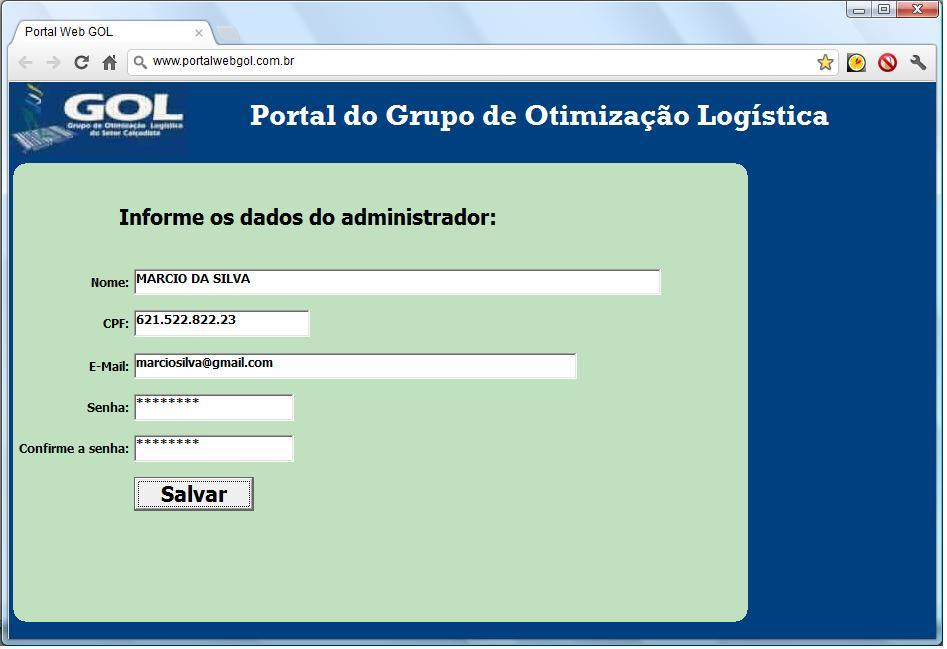 Portal Web GOL
www.portalwebgol.com.br
GOL
Grupo de Otimização Logística
do Setor Calçadista
Portal do Grupo de Otimização Logística
Informe os dados do administrador:
Nome: MARCIO DA SILVA
CPF: 621.522.822.23
E-Mail: marciosilva@gmail.com
Senha: ********
Confirme a senha: ********
Salvar